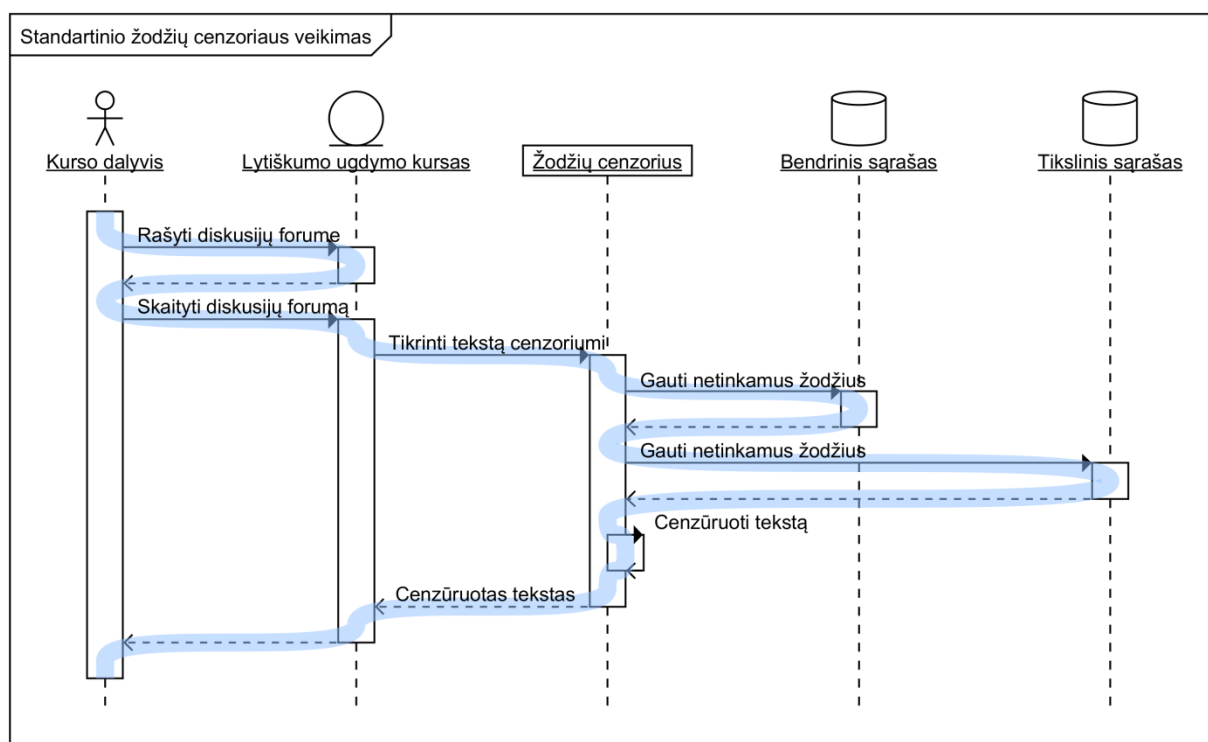 Standartinio žodžių cenzoriaus veikimas
Kurso dalyvis
Lytiškumo ugdymo kursas
Žodžių cenzorius
Bendrinis sąrašas
Tikslinis sąrašas
Rašyti diskusijų forume
Skaityti diskusijų forumą
Tikrinti tekstą cenzoriumi
Gauti netinkamus žodžius
Gauti netinkamus žodžius
Cenzūruoti tekstą
Cenzūruotas tekstas